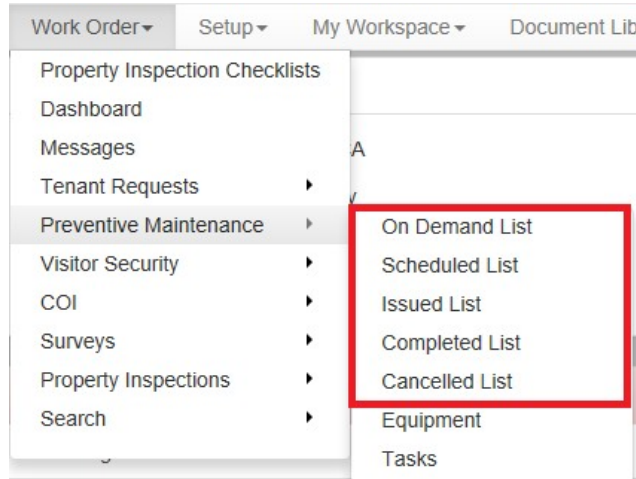 Work Order Setup My Workspace Document Lib
Property Inspection Checklists
Dashboard
Messages
Tenant Requests
Preventive Maintenance
Visitor Security
COI
Surveys
Property Inspections
Search
On Demand List
Scheduled List
Issued List
Completed List
Cancelled List
Equipment
Tasks